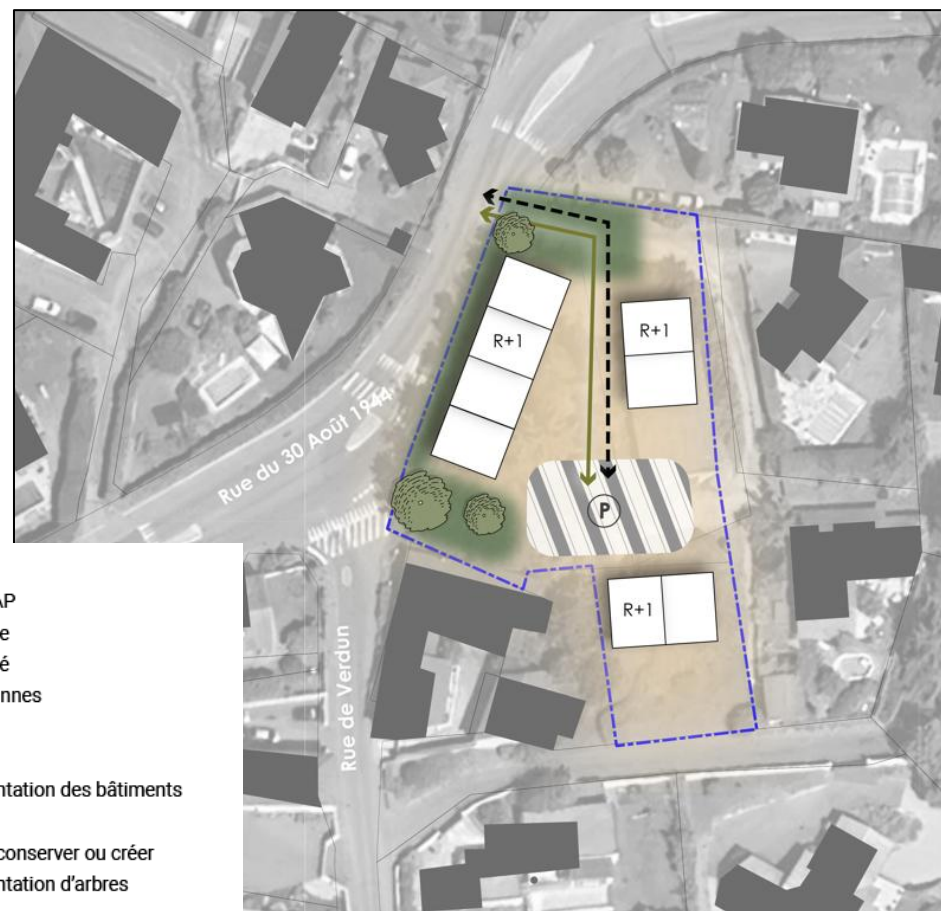 R+1
R+1
Rue du 30 Août 1944
P
R+1
Rue de Verdun
AP
e
é
nnes
ntation des bâtiments
conserver ou créer
ntation d'arbres